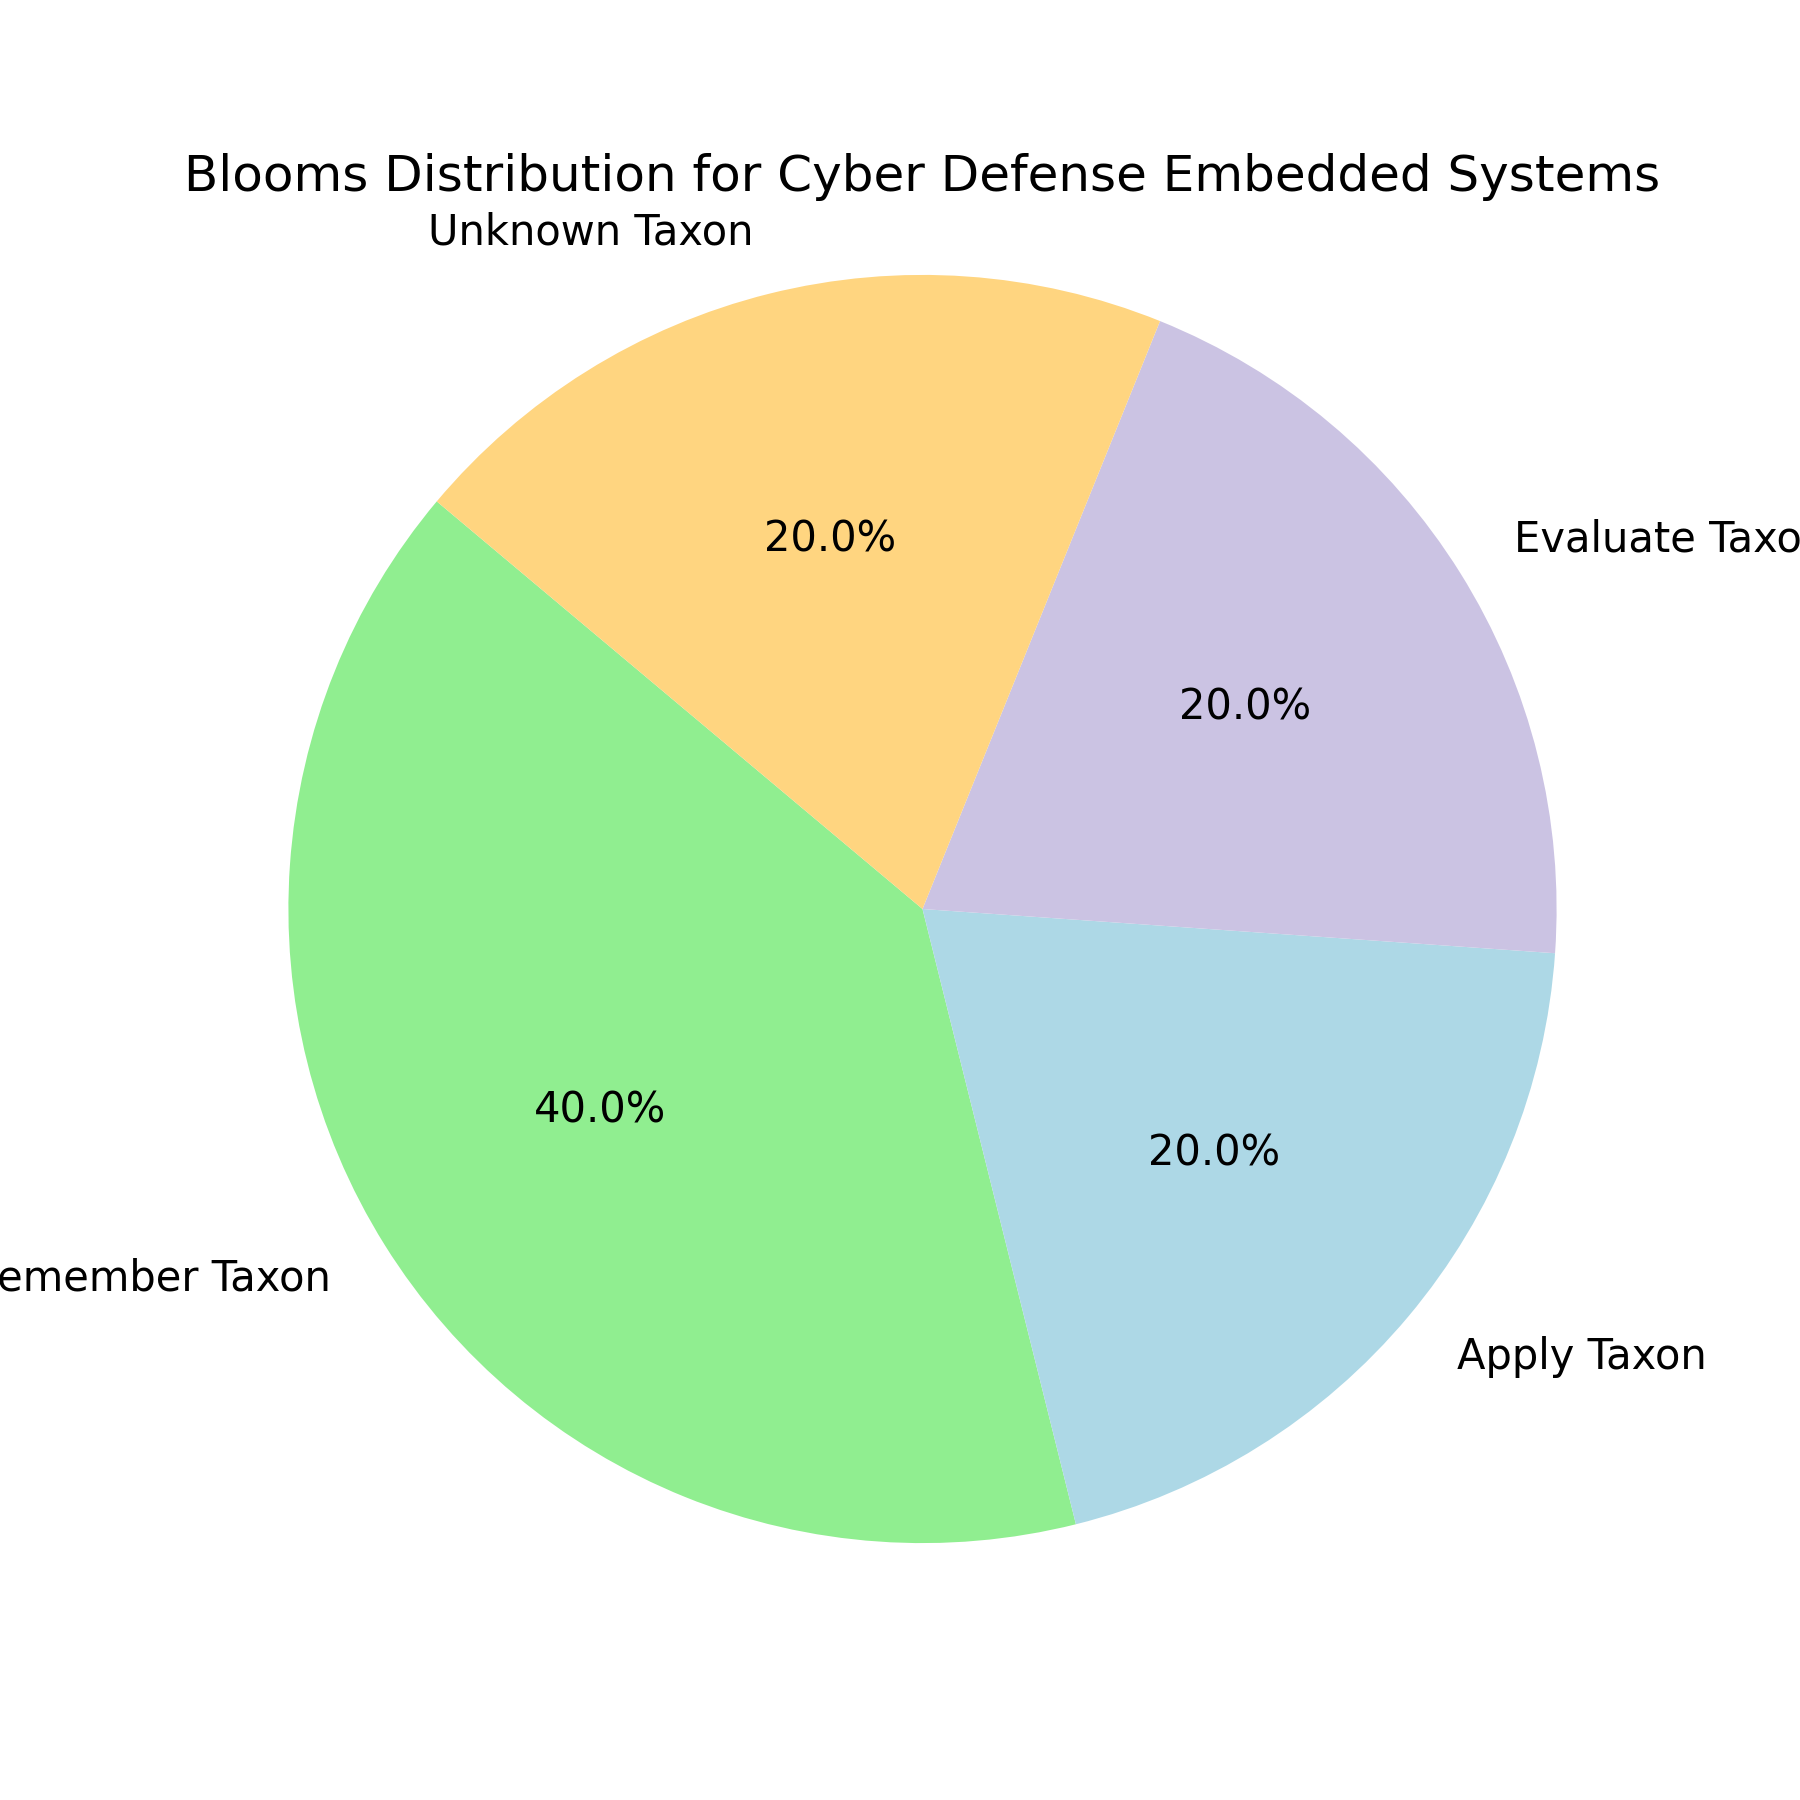 Blooms Distribution for Cyber Defense Embedded Systems
Unknown Taxon
Evaluate Taxo
20.0%
20.0%
40.0%
20.0%
emember Taxon
Apply Taxon